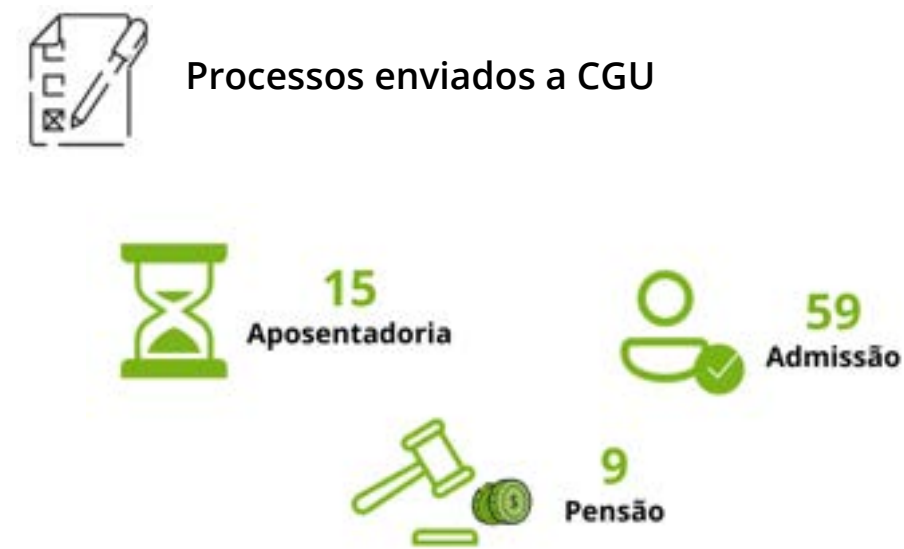 Processos enviados a CGU
15
Aposentadoria
59
Admissão
9
Pensão